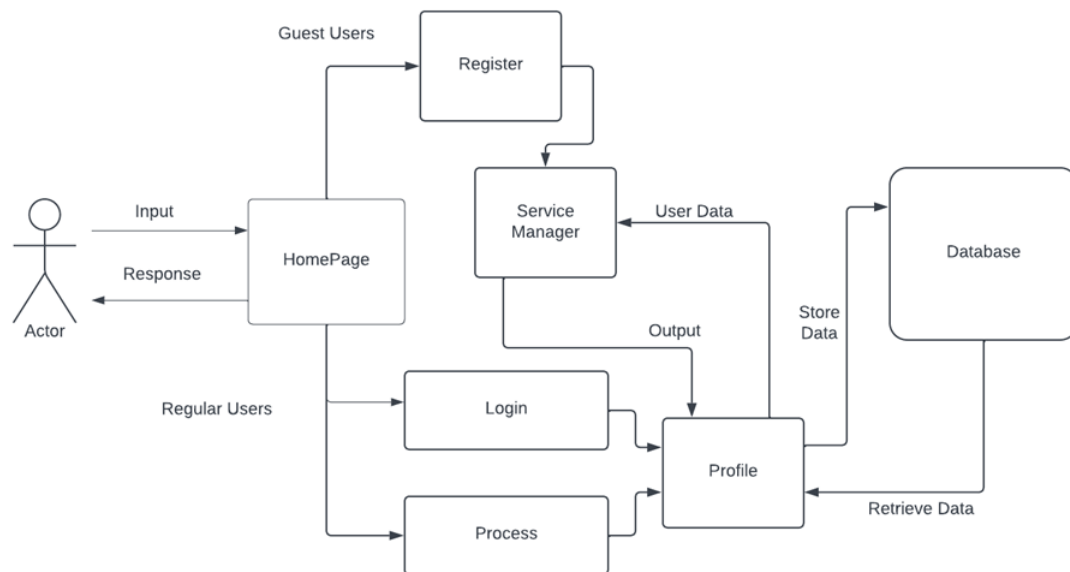 Guest Users
Register
Input
Service
Manager
User Data
HomePage
Database
Response
Actor
Output
Store
Data
Regular Users
Login
Profile
Retrieve Data
Process